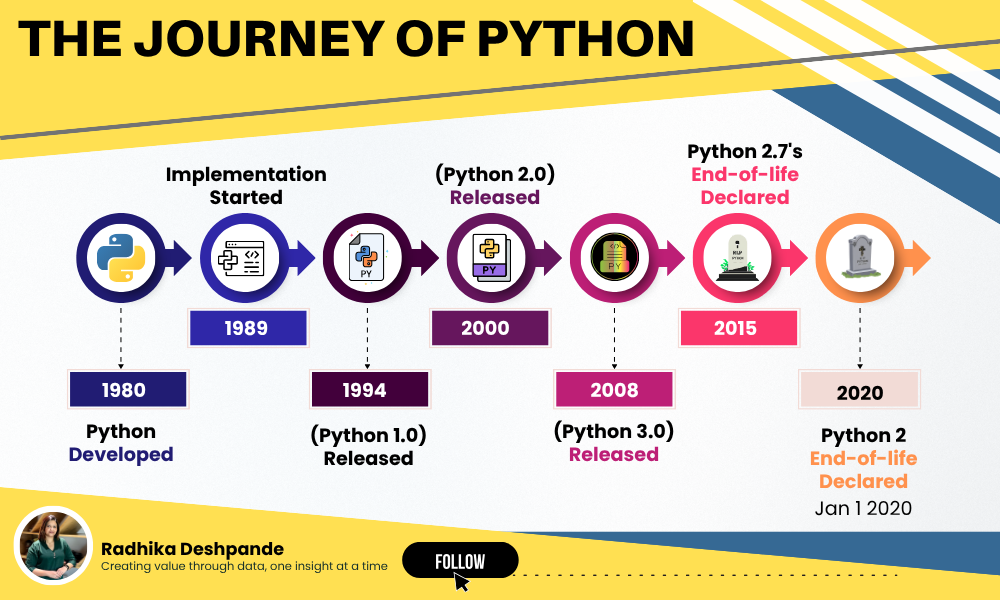 THE JOURNEY OF PYTHON
Implementation
Started
(Python 2.0)
Released
Python 2.7's
End-of-life
Declared
PY
PY
PY
1989
2000
2015
1980
1994
2008
2020
Python
Developed
(Python 1.0)
Released
(Python 3.0)
Released
Python 2
End-of-life
Declared
Jan 1 2020
Radhika Deshpande
Creating value through data, one insight at a time
FOLLOW